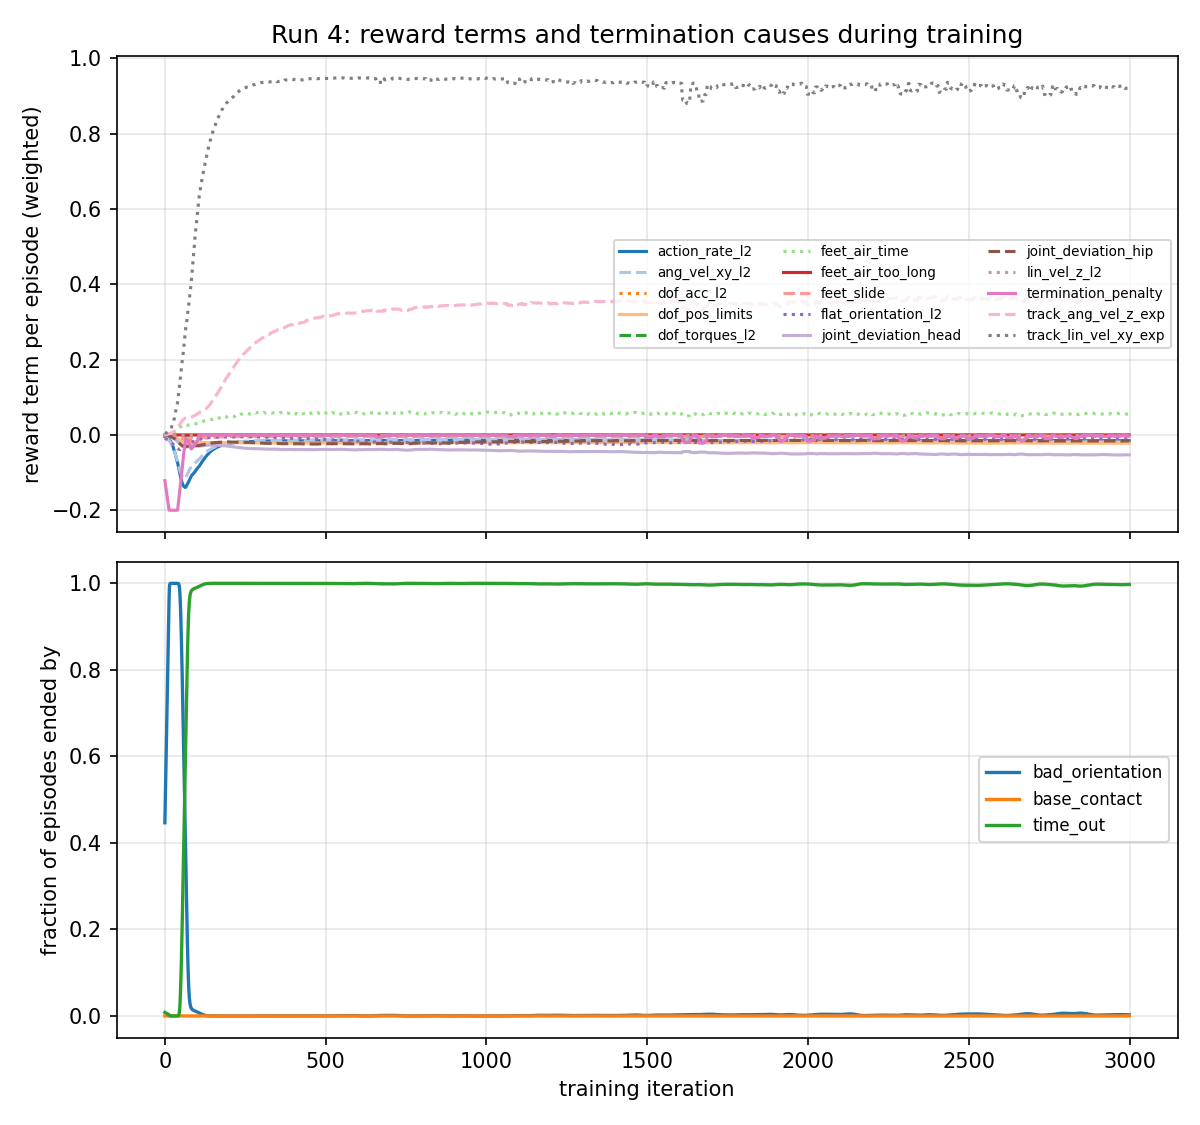 Run 4: reward terms and termination causes during training
reward term per episode (weighted)
1.0
0.8
0.6
0.4
0.2
0.0
−0.2
action_rate_l2
ang_vel_xy_l2
dof_acc_l2
dof_pos_limits
dof_torques_l2
feet_air_time
feet_air_too_long
feet_slide
flat_orientation_l2
joint_deviation_head
joint_deviation_hip
lin_vel_z_l2
termination_penalty
track_ang_vel_z_exp
track_lin_vel_xy_exp
fraction of episodes ended by
1.0
0.8
0.6
0.4
0.2
0.0
bad_orientation
base_contact
time_out
0 500 1000 1500 2000 2500 3000
training iteration